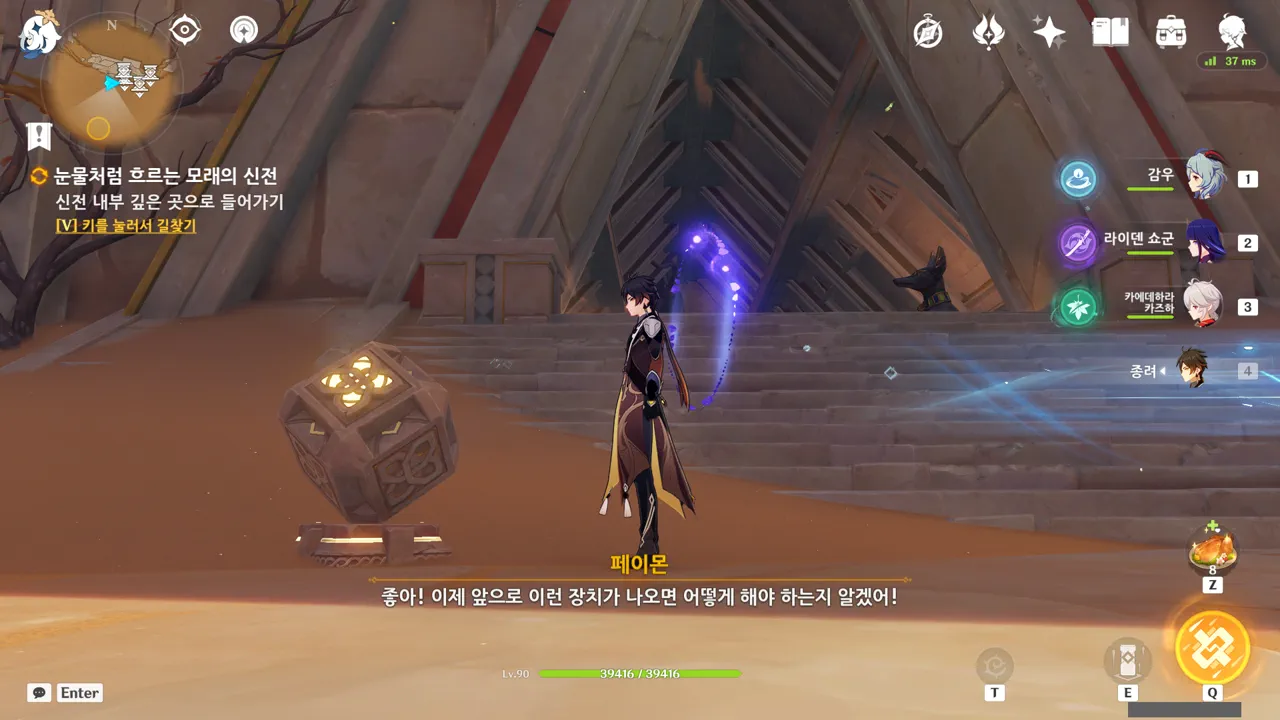 N
37 ms
눈물처럼 흐르는 모래의 신전
신전 내부 깊은 곳으로 들어가기
[V] 키를 눌러서 길찾기
감우
1
라이덴 쇼군
2
카에데하라
카즈하
3
종려
4
페이몬
좋아! 이제 앞으로 이런 장치가 나오면 어떻게 해야 하는지 알겠어!
8
Z
Lv.90
39416 / 39416
T
E
Q
Enter